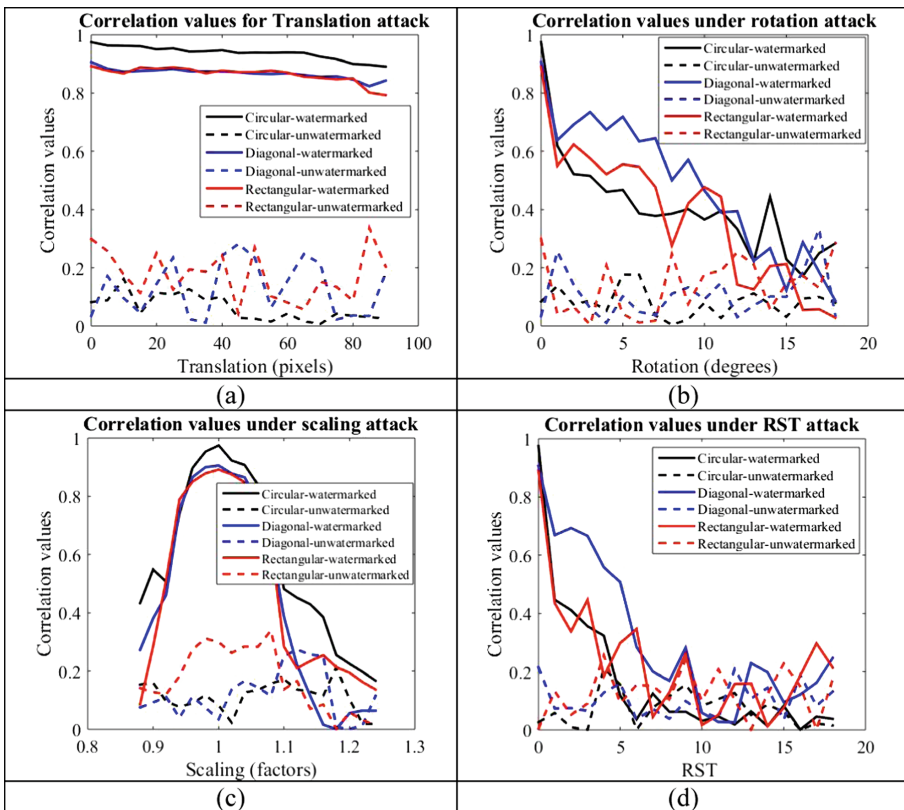 Correlation values for Translation attack
Correlation values
1
0.8
0.6
0.4
0.2
0
0
20
40
60
80
100
Translation (pixels)
Circular-watermarked
Circular-unwatermarked
Diagonal-watermarked
Diagonal-unwatermarked
Rectangular-watermarked
Rectangular-unwatermarked
(a)
Correlation values under rotation attack
Correlation values
1
0.8
0.6
0.4
0.2
0
0
5
10
15
20
Rotation (degrees)
Circular-watermarked
Circular-unwatermarked
Diagonal-watermarked
Diagonal-unwatermarked
Rectangular-watermarked
Rectangular-unwatermarked
(b)
Correlation values under scaling attack
Correlation values
1
0.8
0.6
0.4
0.2
0
0.8
0.9
1
1.1
1.2
1.3
Scaling (factors)
Circular-watermarked
Circular-unwatermarked
Diagonal-watermarked
Diagonal-unwatermarked
Rectangular-watermarked
Rectangular-unwatermarked
(c)
Correlation values under RST attack
Correlation values
1
0.8
0.6
0.4
0.2
0
0
5
10
15
20
RST
Circular-watermarked
Circular-unwatermarked
Diagonal-watermarked
Diagonal-unwatermarked
Rectangular-watermarked
Rectangular-unwatermarked
(d)